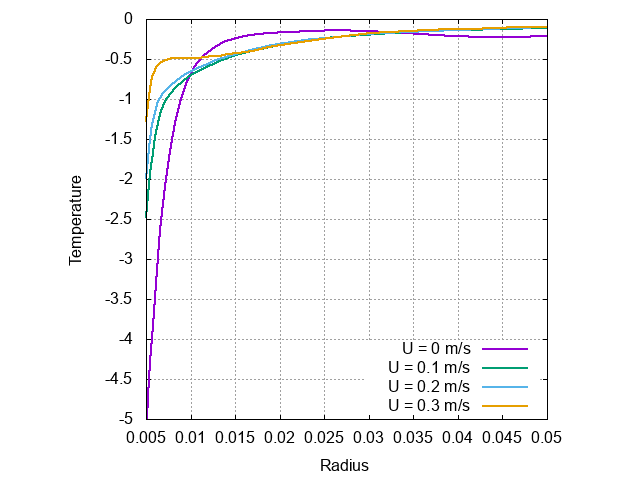 0
-0.5
-1
-1.5
-2
-2.5
-3
-3.5
-4
-4.5
-5
Temperature
U = 0 m/s
U = 0.1 m/s
U = 0.2 m/s
U = 0.3 m/s
0.005 0.01 0.015 0.02 0.025 0.03 0.035 0.04 0.045 0.05
Radius